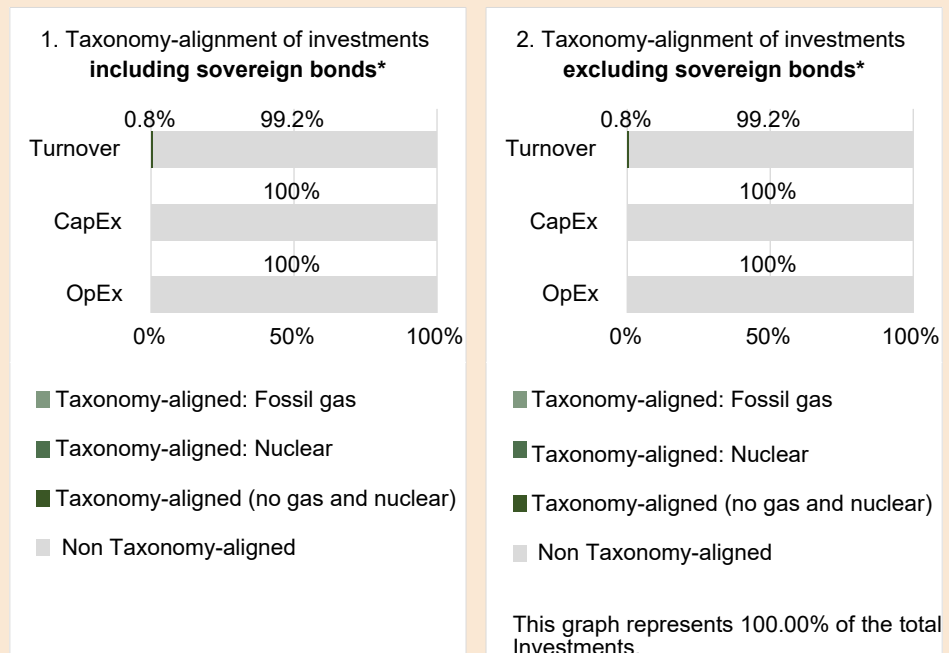 1. Taxonomy-alignment of investments
including sovereign bonds*
0.8% 99.2%
Turnover
100%
CapEx
100%
OpEx
0% 50% 100%
Taxonomy-aligned: Fossil gas
Taxonomy-aligned: Nuclear
Taxonomy-aligned (no gas and nuclear)
Non Taxonomy-aligned
2. Taxonomy-alignment of investments
excluding sovereign bonds*
0.8% 99.2%
Turnover
100%
CapEx
100%
OpEx
0% 50% 100%
Taxonomy-aligned: Fossil gas
Taxonomy-aligned: Nuclear
Taxonomy-aligned (no gas and nuclear)
Non Taxonomy-aligned
This graph represents 100.00% of the total
Investments.